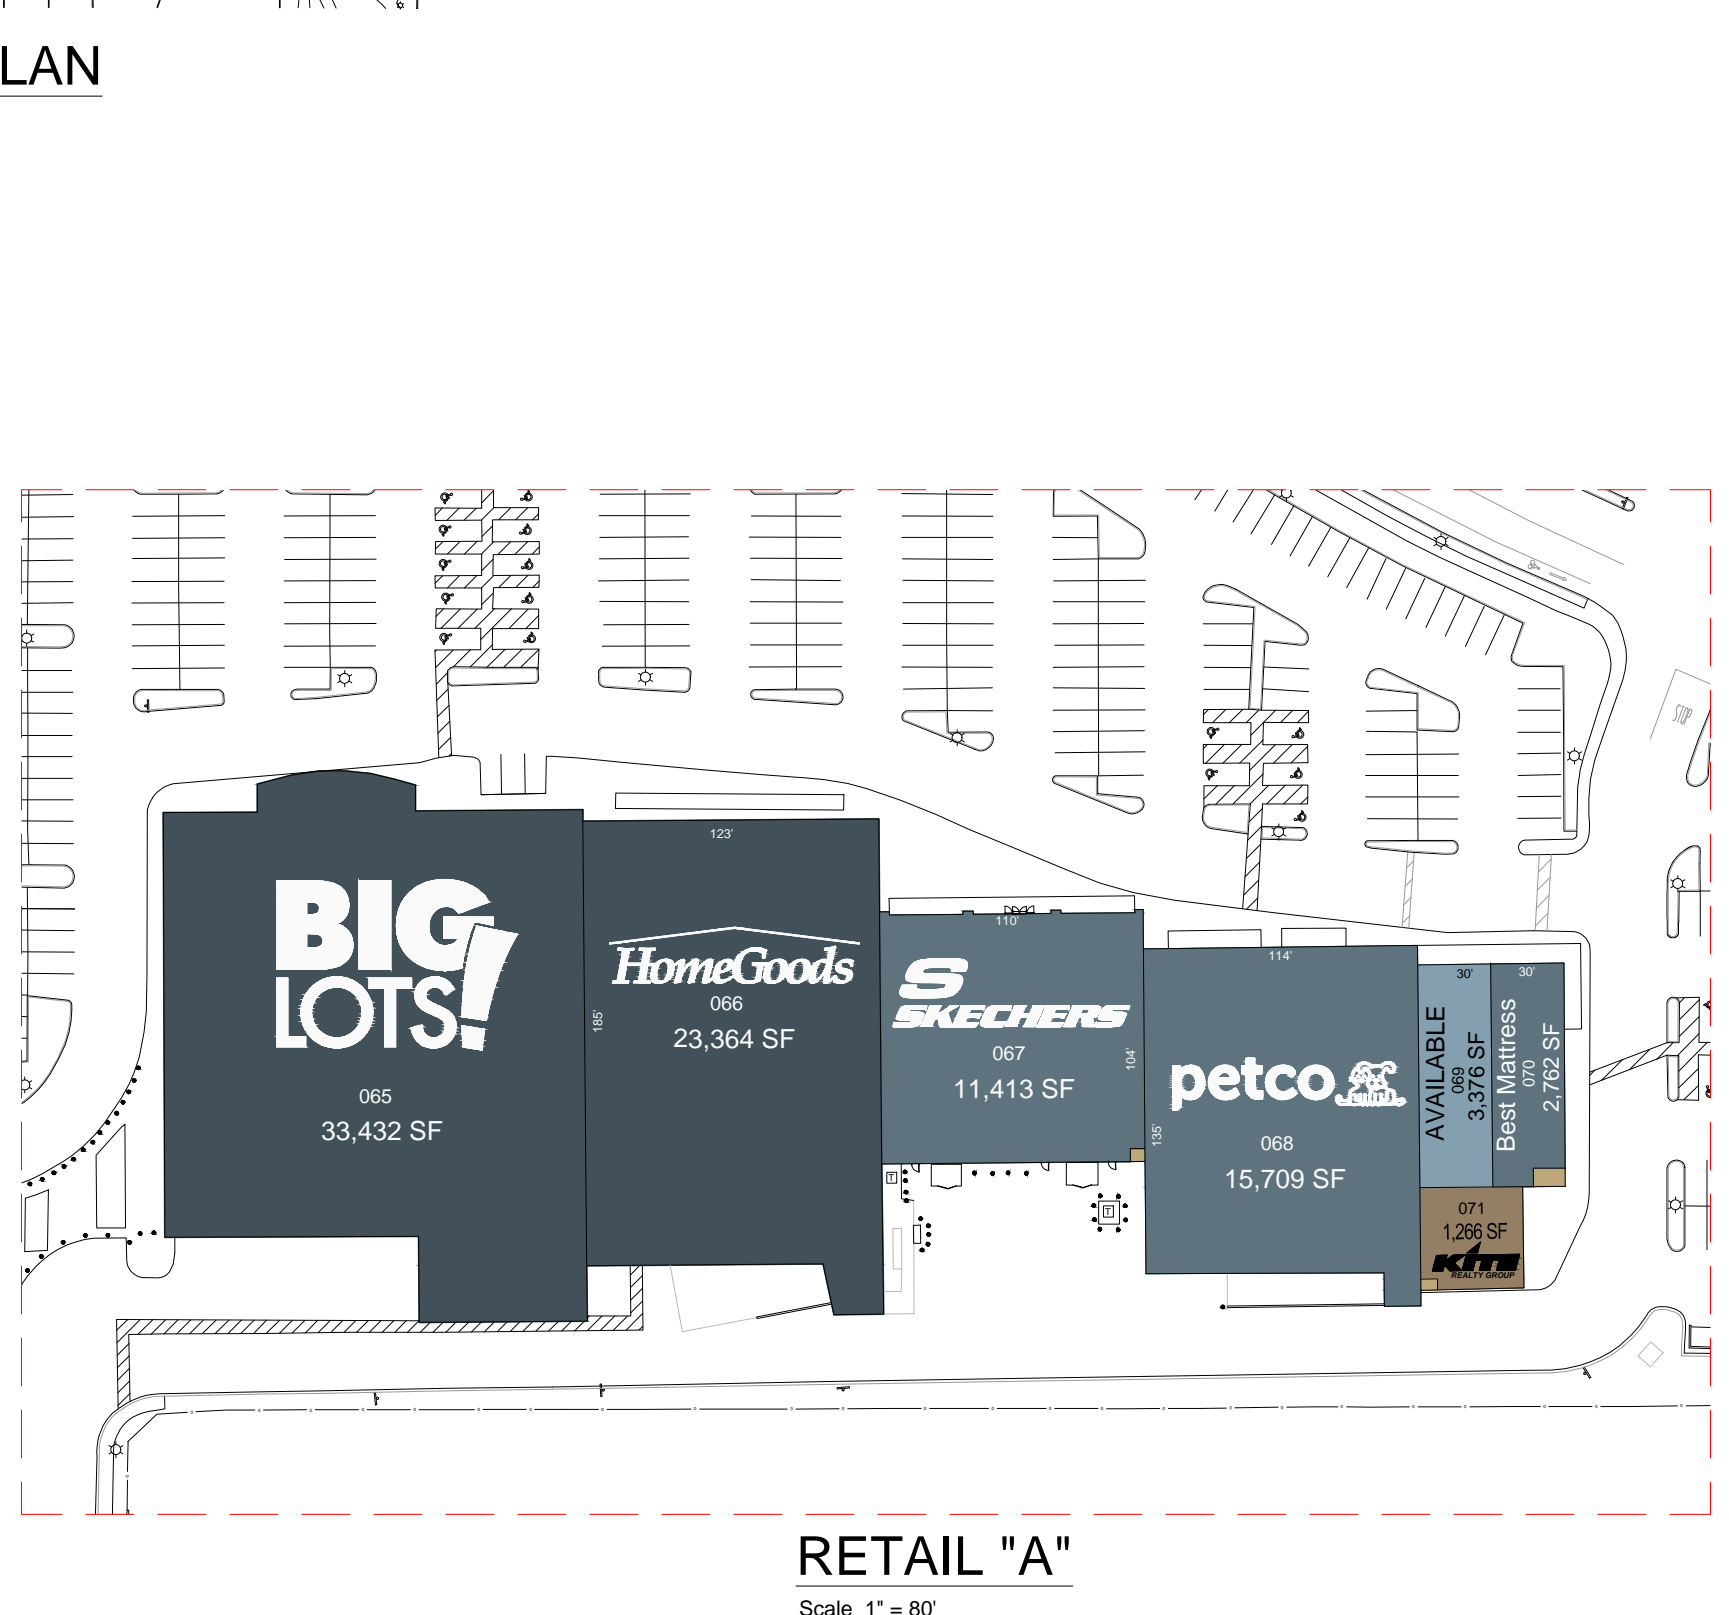 LAN
STOP
BIG
LOTS!
065
33,432 SF
123'
HomeGoods
066
23,364 SF
185'
110'
S
SKECHERS
067
11,413 SF
104'
114'
petco
068
15,709 SF
135'
30'
AVAILABLE
069
3,376 SF
30'
Best Mattress
070
2,762 SF
071
1,266 SF
KITE
REALTY GROUP
T
T
RETAIL "A"
Scale 1" = 80'